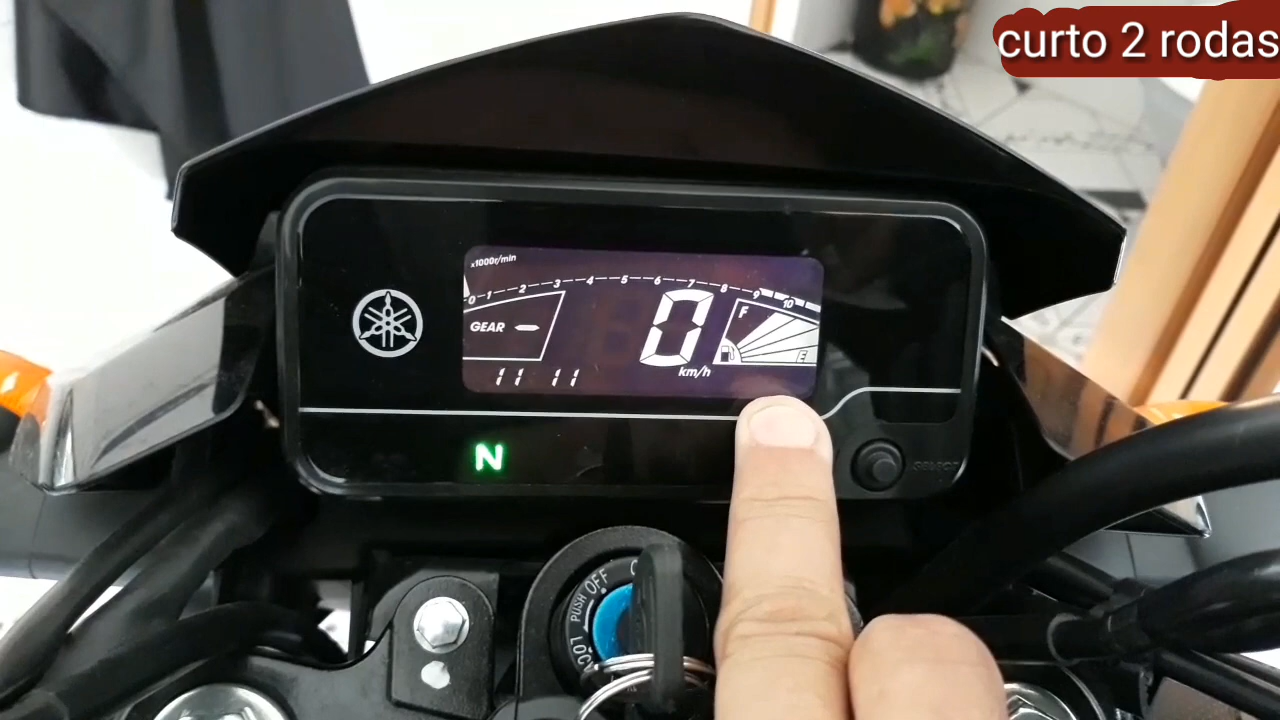 curto 2 rodas
x1000r/min
0 1 2 3 4 5 6 7 8 9 10
GEAR
0
F
E
km/h
11 11
N
SELECT
OFF
PUSH
LOCK